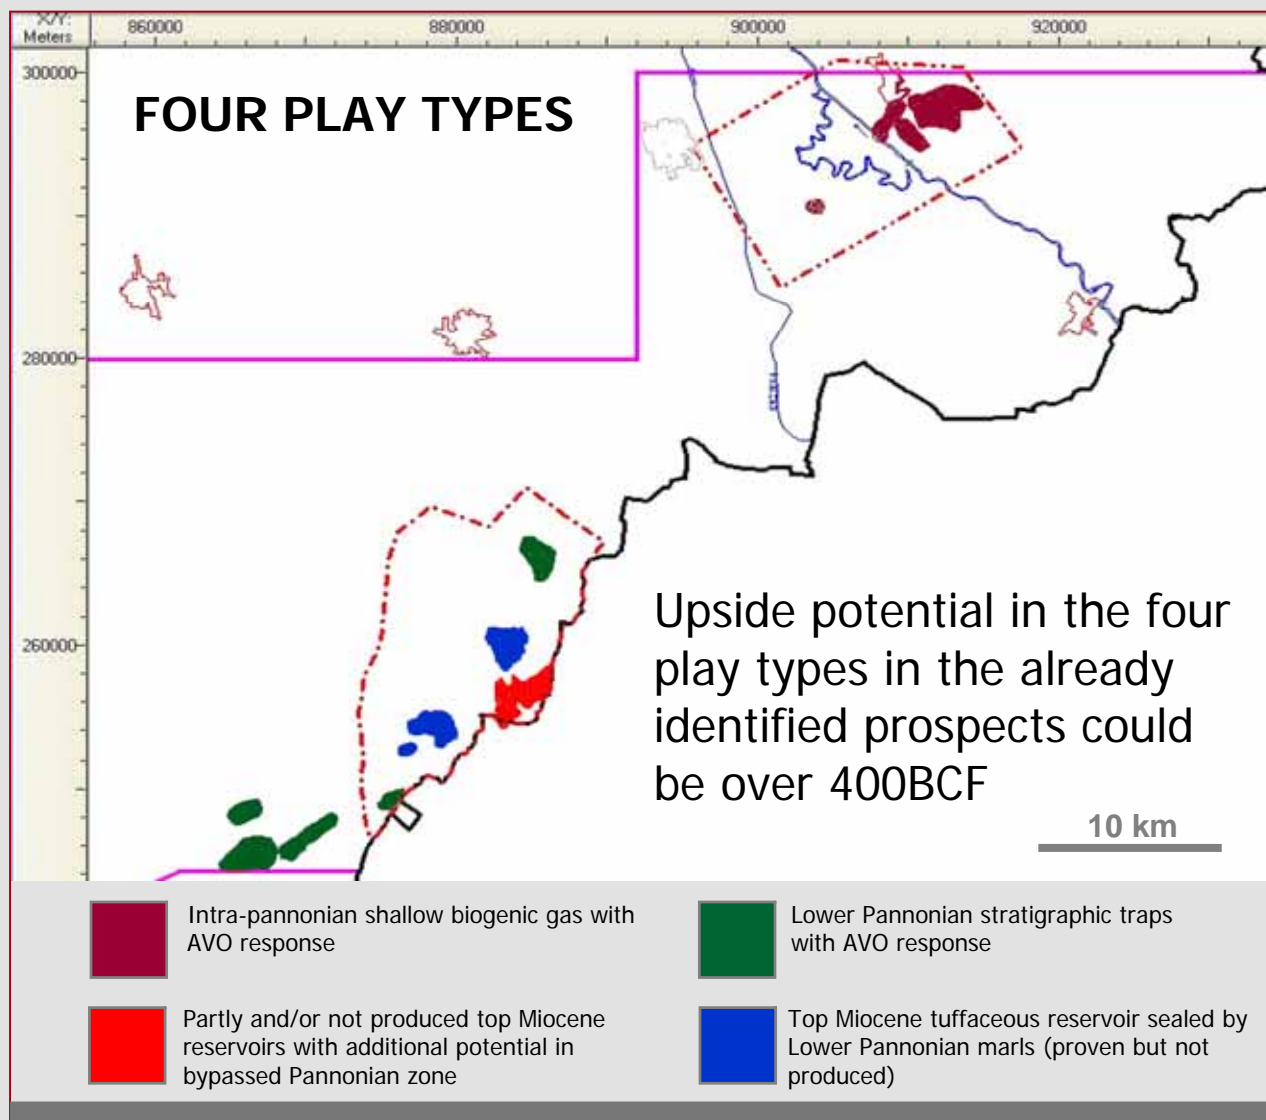 X/Y:
Meters
860000
880000
900000
920000
300000
280000
260000
FOUR PLAY TYPES
Upside potential in the four
play types in the already
identified prospects could
be over 400BCF
10 km
Intra-pannonian shallow biogenic gas with
AVO response
Lower Pannonian stratigraphic traps
with AVO response
Partly and/or not produced top Miocene
reservoirs with additional potential in
bypassed Pannonian zone
Top Miocene tuffaceous reservoir sealed by
Lower Pannonian marls (proven but not
produced)